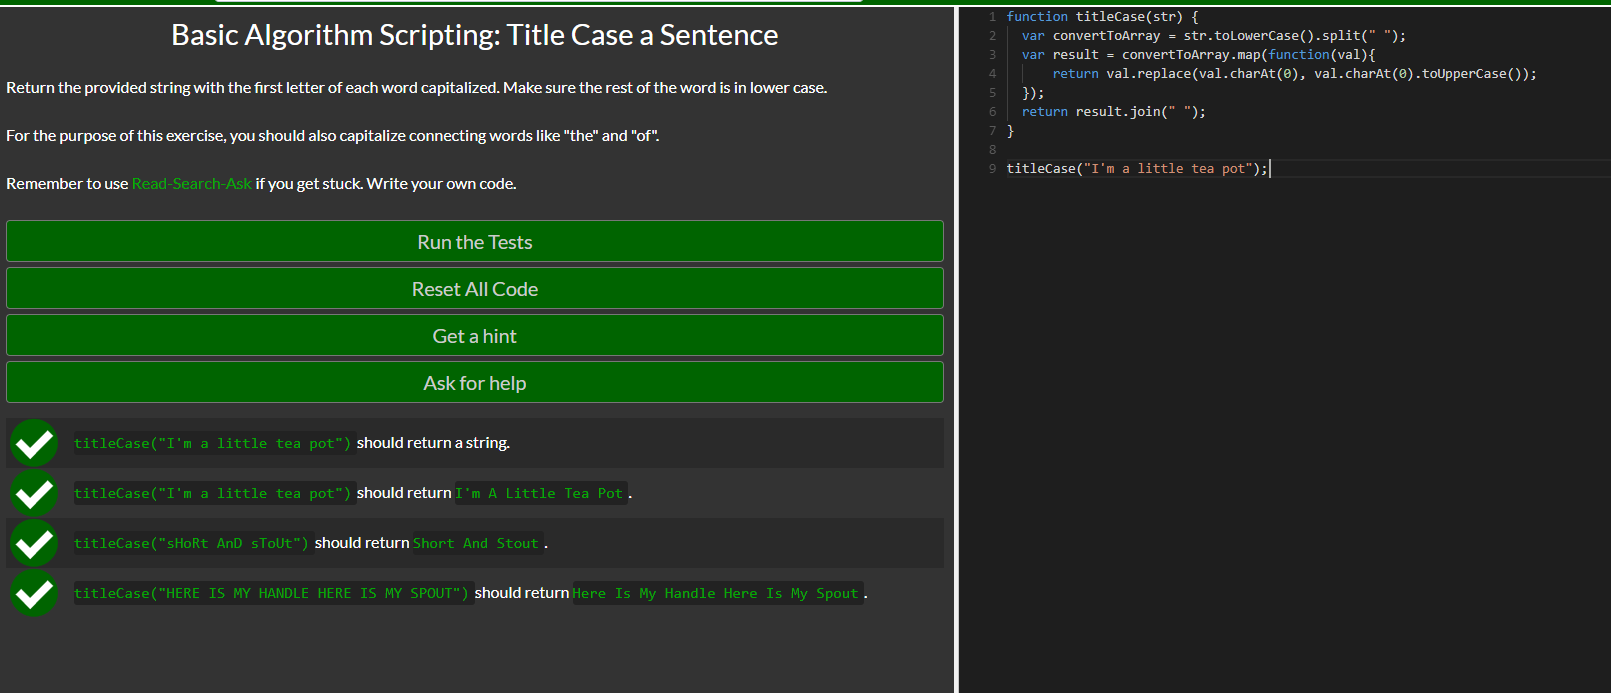 Basic Algorithm Scripting: Title Case a Sentence
Return the provided string with the first letter of each word capitalized. Make sure the rest of the word is in lower case.
For the purpose of this exercise, you should also capitalize connecting words like "the" and "of".
Remember to use Read-Search-Ask if you get stuck. Write your own code.
Run the Tests
Reset All Code
Get a hint
Ask for help
titleCase("I'm a little tea pot") should return a string.
titleCase("I'm a little tea pot") should return I'm A Little Tea Pot .
titleCase("sHoRt AnD sToUt") should return Short And Stout .
titleCase("HERE IS MY HANDLE HERE IS MY SPOUT") should return Here Is My Handle Here Is My Spout .
1 function titleCase(str) {
2   var convertToArray = str.toLowerCase().split(" ");
3   var result = convertToArray.map(function(val){
4       return val.replace(val.charAt(0), val.charAt(0).toUpperCase());
5   });
6   return result.join(" ");
7 }
8
9 titleCase("I'm a little tea pot");